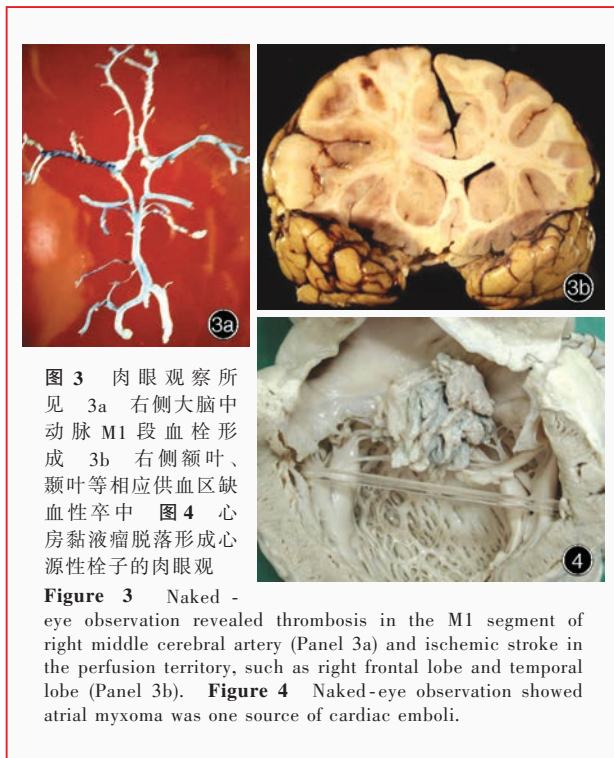 3a
3b
4
图 3 肉眼观察所
见 3a 右侧大脑中
动脉 M1 段血栓形
成 3b 右侧额叶、
颞叶等相应供血区缺
血性卒中 图 4 心
房黏液瘤脱落形成心
源性栓子的肉眼观
Figure 3 Naked-
eye observation revealed thrombosis in the M1 segment of
right middle cerebral artery (Panel 3a) and ischemic stroke in
the perfusion territory, such as right frontal lobe and temporal
lobe (Panel 3b). Figure 4 Naked-eye observation showed
atrial myxoma was one source of cardiac emboli.